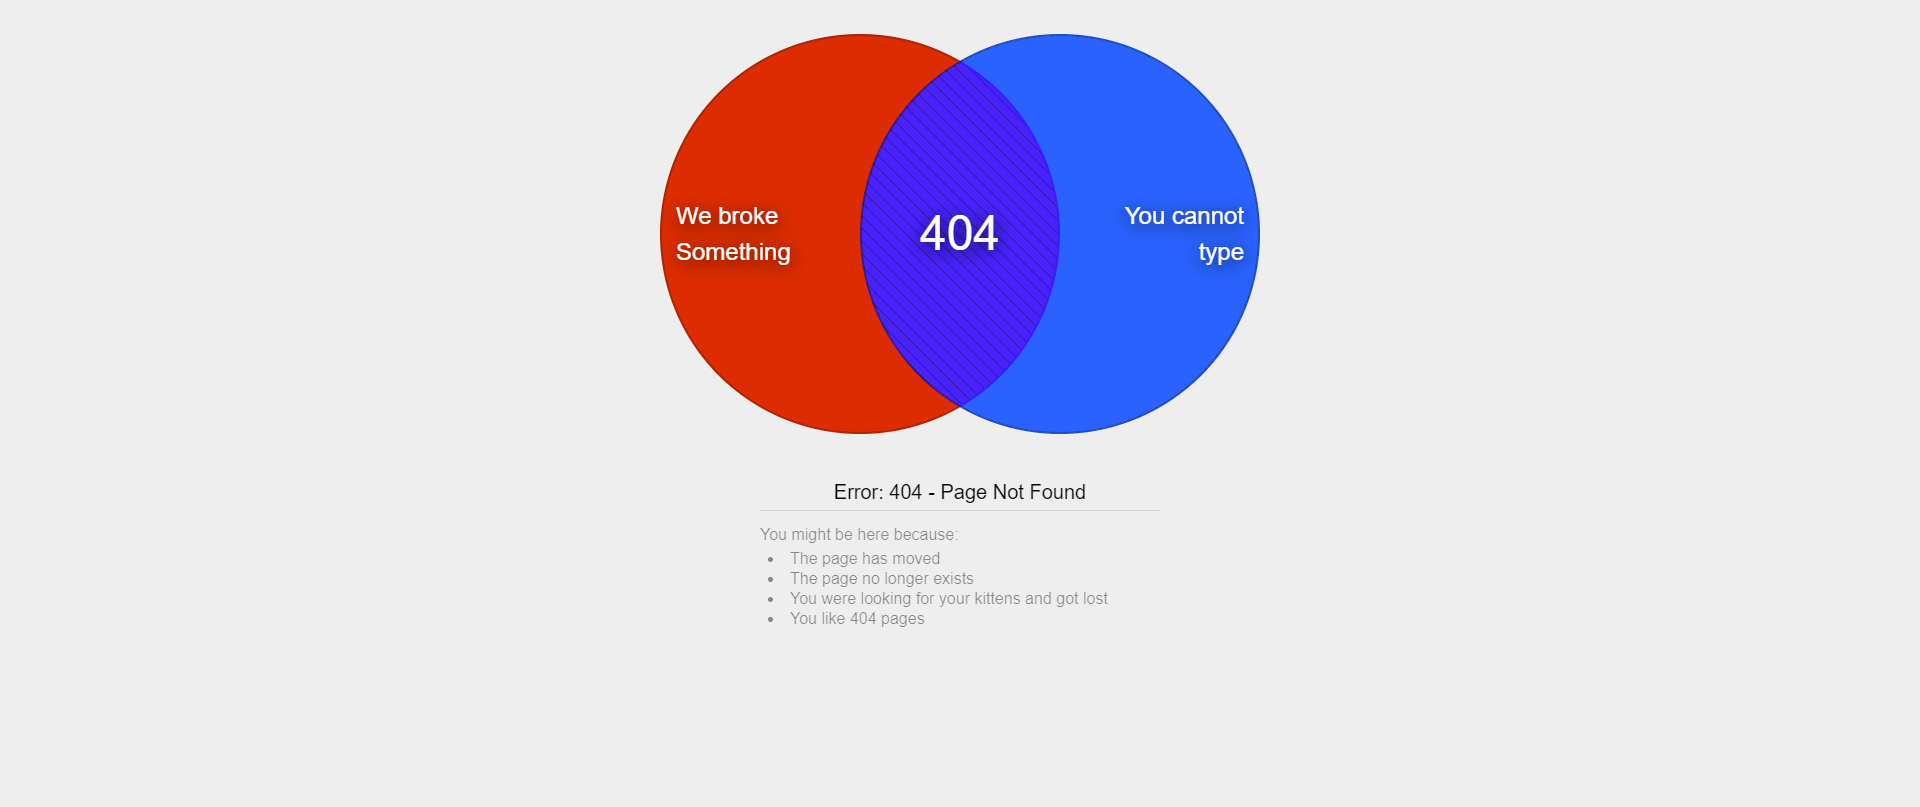 We broke
Something
404
You cannot
type
Error: 404 - Page Not Found
You might be here because:
The page has moved
The page no longer exists
You were looking for your kittens and got lost
You like 404 pages